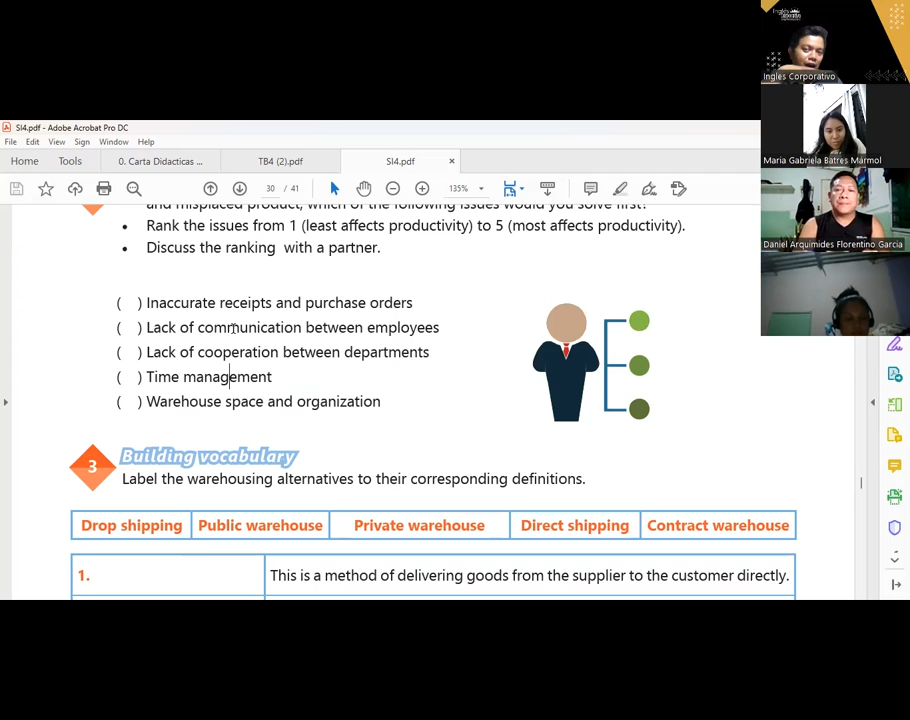 Inglés
Corporativo
Ingles Corporativo
Maria Gabriela Batres Marmol
Daniel Arquimides Florentino Garcia
SI4.pdf - Adobe Acrobat Pro DC
File Edit View Sign Window Help
Home Tools 0. Carta Didacticas ... TB4 (2).pdf SI4.pdf ×
30 / 41 135%
and misplaced product, which of the following issues would you solve first?
• Rank the issues from 1 (least affects productivity) to 5 (most affects productivity).
• Discuss the ranking with a partner.
( ) Inaccurate receipts and purchase orders
( ) Lack of communication between employees
( ) Lack of cooperation between departments
( ) Time management
( ) Warehouse space and organization
3 Building vocabulary
Label the warehousing alternatives to their corresponding definitions.
Drop shipping Public warehouse Private warehouse Direct shipping Contract warehouse
1. This is a method of delivering goods from the supplier to the customer directly.